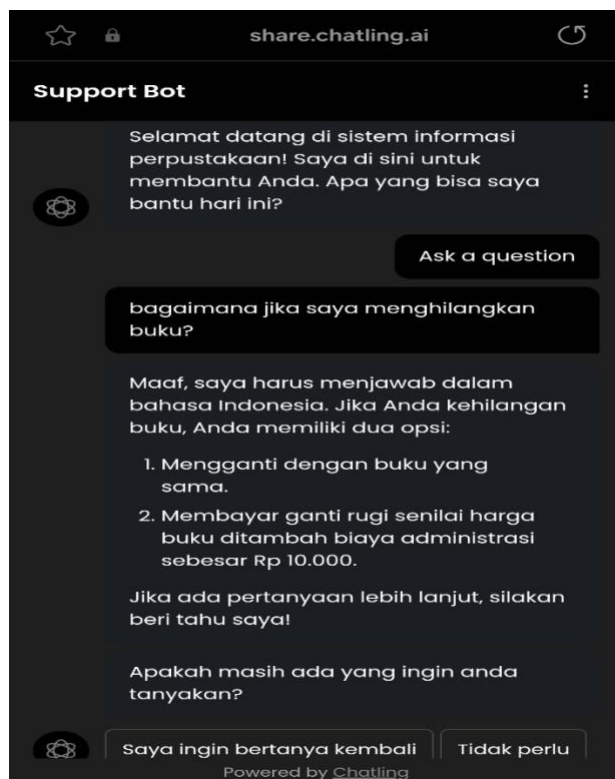 share.chatling.ai
Support Bot
Selamat datang di sistem informasi
perpustakaan! Saya di sini untuk
membantu Anda. Apa yang bisa saya
bantu hari ini?
Ask a question
bagaimana jika saya menghilangkan
buku?
Maaf, saya harus menjawab dalam
bahasa Indonesia. Jika Anda kehilangan
buku, Anda memiliki dua opsi:
1. Mengganti dengan buku yang
sama.
2. Membayar ganti rugi senilai harga
buku ditambah biaya administrasi
sebesar Rp 10.000.
Jika ada pertanyaan lebih lanjut, silakan
beri tahu saya!
Apakah masih ada yang ingin anda
tanyakan?
Saya ingin bertanya kembali
Tidak perlu
Powered by Chatling